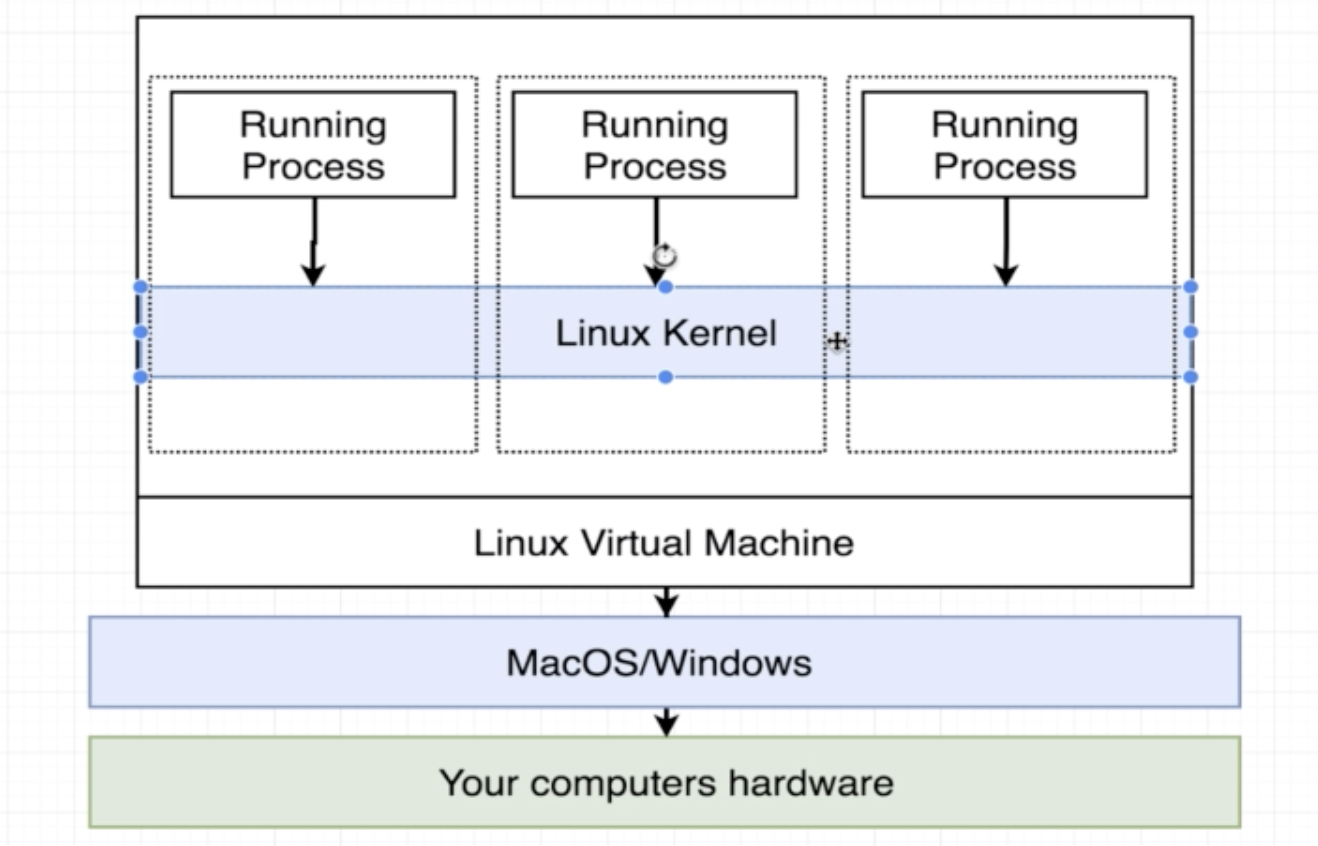 Running
Process
Running
Process
Running
Process
Linux Kernel
Linux Virtual Machine
MacOS/Windows
Your computers hardware